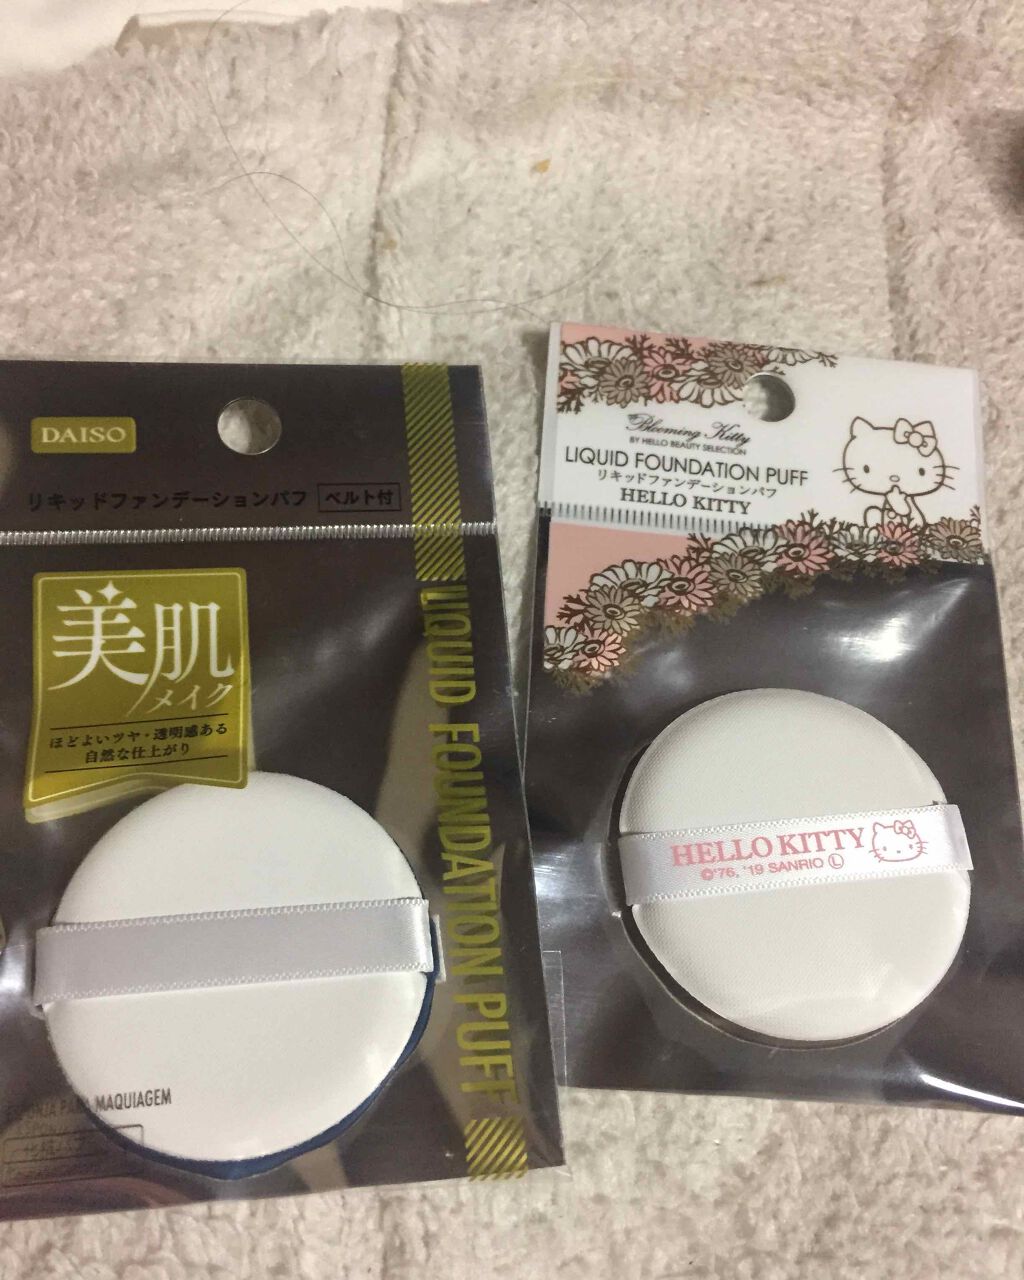 DAISO
リキッドファンデーションパフ ベルト付
美肌
メイク
ほどよいツヤ・透明感ある
自然な仕上がり
LIQUID FOUNDATION PUFF
MAQUIAGEM
Blooming Kitty
BY HELLO BEAUTY SELECTION
LIQUID FOUNDATION PUFF
リキッドファンデーションパフ
HELLO KITTY
HELLO KITTY
©'76, '19 SANRIO Ⓛ